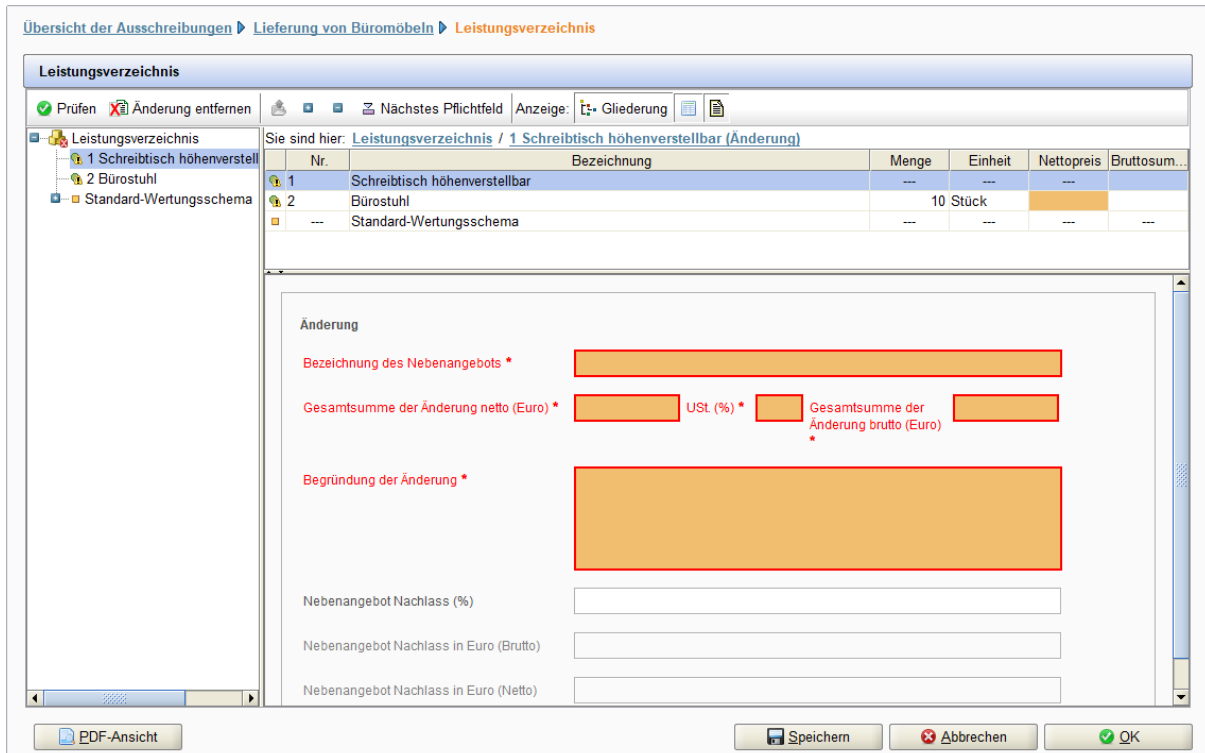 Übersicht der Ausschreibungen Lieferung von Büromöbeln Leistungsverzeichnis
Leistungsverzeichnis
Prüfen Änderung entfernen Nächstes Pflichtfeld Anzeige: Gliederung
Leistungsverzeichnis
1 Schreibtisch höhenverstell
2 Bürostuhl
Standard-Wertungsschema
Sie sind hier: Leistungsverzeichnis / 1 Schreibtisch höhenverstellbar (Änderung)
Nr. Bezeichnung Menge Einheit Nettopreis Bruttosum...
1 Schreibtisch höhenverstellbar --- --- ---
2 Bürostuhl 10 Stück
--- Standard-Wertungsschema --- --- --- ---
Änderung
Bezeichnung des Nebenangebots *
Gesamtsumme der Änderung netto (Euro) * USt. (%) * Gesamtsumme der
Änderung brutto (Euro)
*
Begründung der Änderung *
Nebenangebot Nachlass (%)
Nebenangebot Nachlass in Euro (Brutto)
Nebenangebot Nachlass in Euro (Netto)
PDF-Ansicht Speichern Abbrechen OK